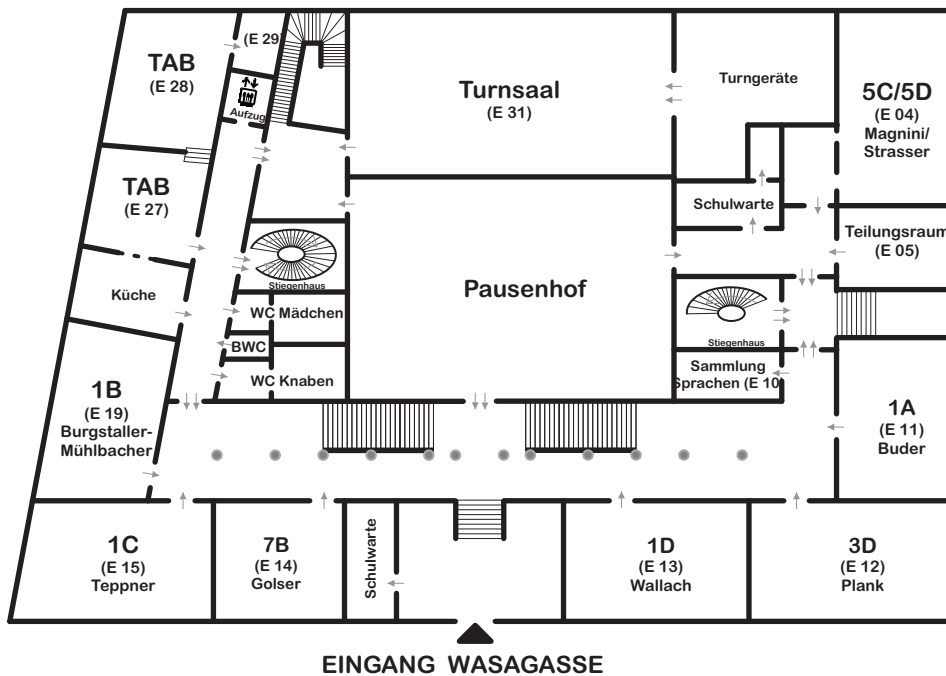 (E 29)
TAB
(E 28)
Aufzug
Turnsaal
(E 31)
Turngeräte
5C/5D
(E 04)
Magnini/
Strasser
TAB
(E 27)
Schulwarte
Teilungsraum
(E 05)
Küche
Stiegenhaus
WC Mädchen
BWC
WC Knaben
Pausenhof
Stiegenhaus
Sammlung
Sprachen (E 10)
1B
(E 19)
Burgstaller-
Mühlbacher
1A
(E 11)
Buder
1C
(E 15)
Teppner
7B
(E 14)
Golser
Schulwarte
1D
(E 13)
Wallach
3D
(E 12)
Plank
EINGANG WASAGASSE